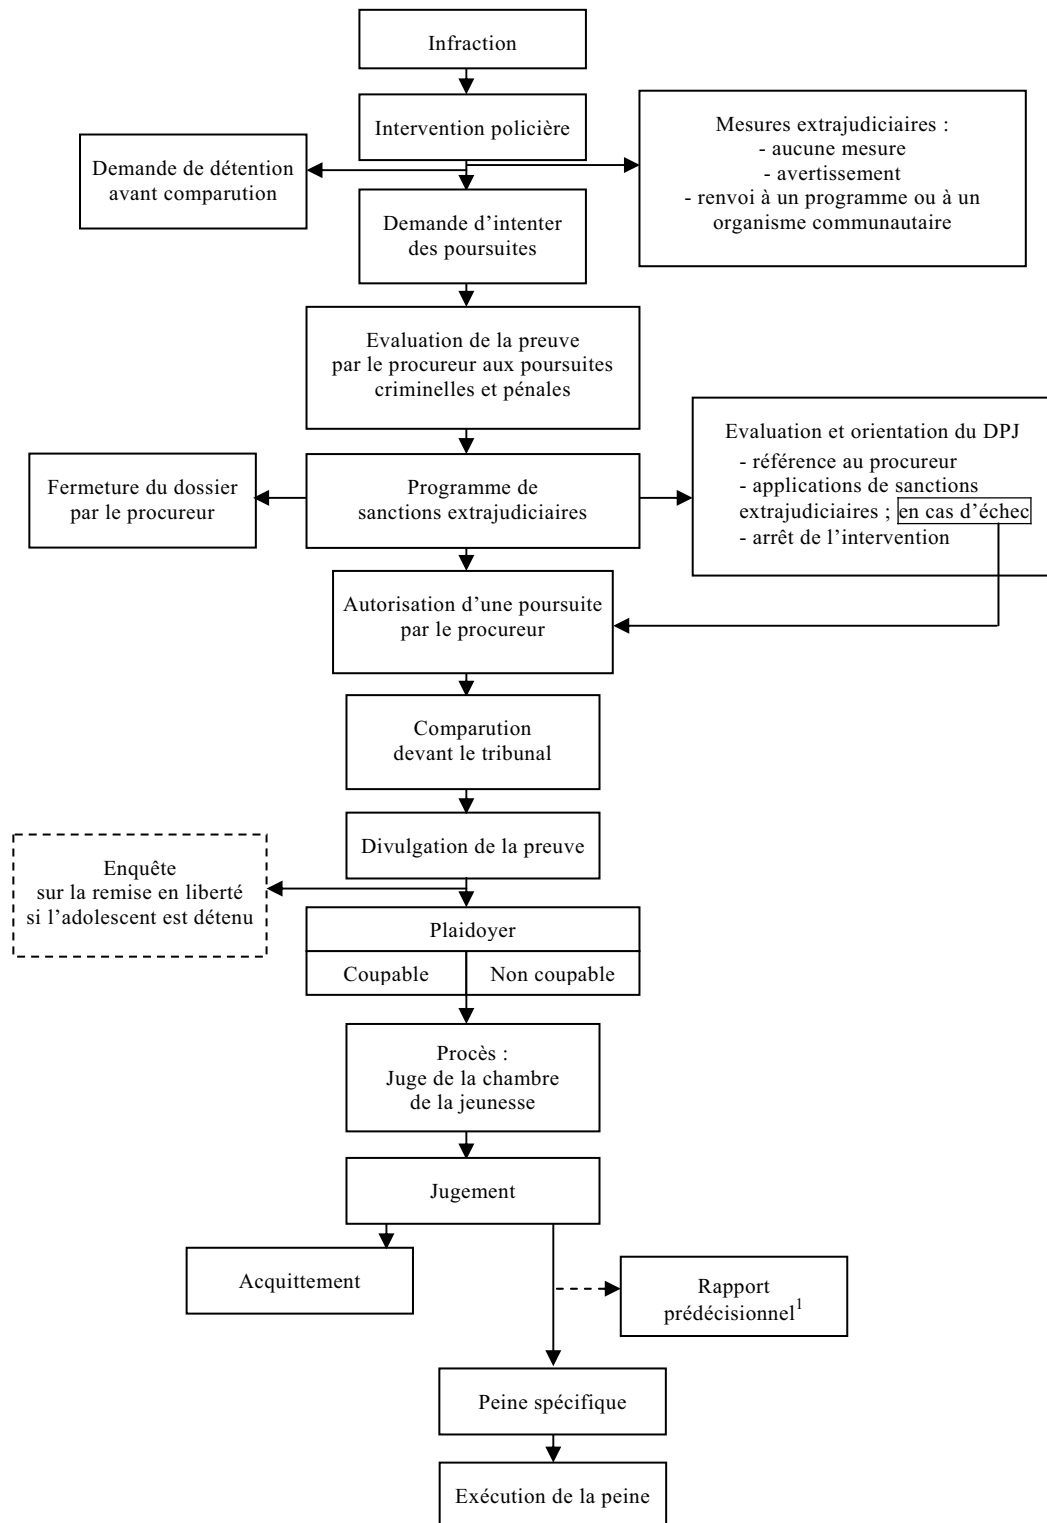 Infraction
Intervention policière
Mesures extrajudiciaires :
- aucune mesure
- avertissement
- renvoi à un programme ou à un
organisme communautaire
Demande de détention
avant comparution
Demande d’intenter
des poursuites
Evaluation de la preuve
par le procureur aux poursuites
criminelles et pénales
Evaluation et orientation du DPJ
- référence au procureur
- applications de sanctions
extrajudiciaires ; en cas d’échec
- arrêt de l’intervention
Fermeture du dossier
par le procureur
Programme de
sanctions extrajudiciaires
Autorisation d’une poursuite
par le procureur
Comparution
devant le tribunal
Divulgation de la preuve
Enquête
sur la remise en liberté
si l’adolescent est détenu
Plaidoyer
Coupable
Non coupable
Procès :
Juge de la chambre
de la jeunesse
Jugement
Acquittement
Rapport
prédécisionnel1
Peine spécifique
Exécution de la peine